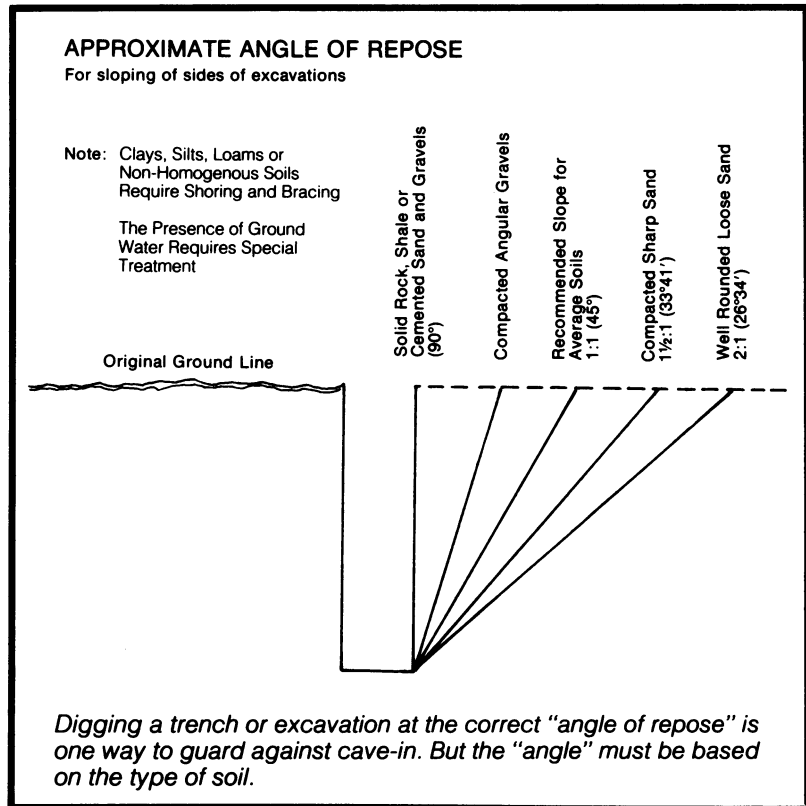 APPROXIMATE ANGLE OF REPOSE
For sloping of sides of excavations
Note: Clays, Silts, Loams or
Non-Homogenous Soils
Require Shoring and Bracing
The Presence of Ground
Water Requires Special
Treatment
Solid Rock, Shale or
Cemented Sand and Gravels
(90°)
Compacted Angular Gravels
Recommended Slope for
Average Soils
1:1 (45°)
Compacted Sharp Sand
1½:1 (33°41')
Well Rounded Loose Sand
2:1 (26°34')
Original Ground Line
Digging a trench or excavation at the correct "angle of repose" is
one way to guard against cave-in. But the "angle" must be based
on the type of soil.